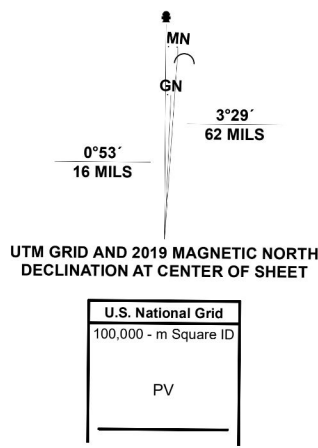 MN
GN
3°29´
62 MILS
0°53´
16 MILS
UTM GRID AND 2019 MAGNETIC NORTH
DECLINATION AT CENTER OF SHEET
U.S. National Grid
100,000 - m Square ID
PV